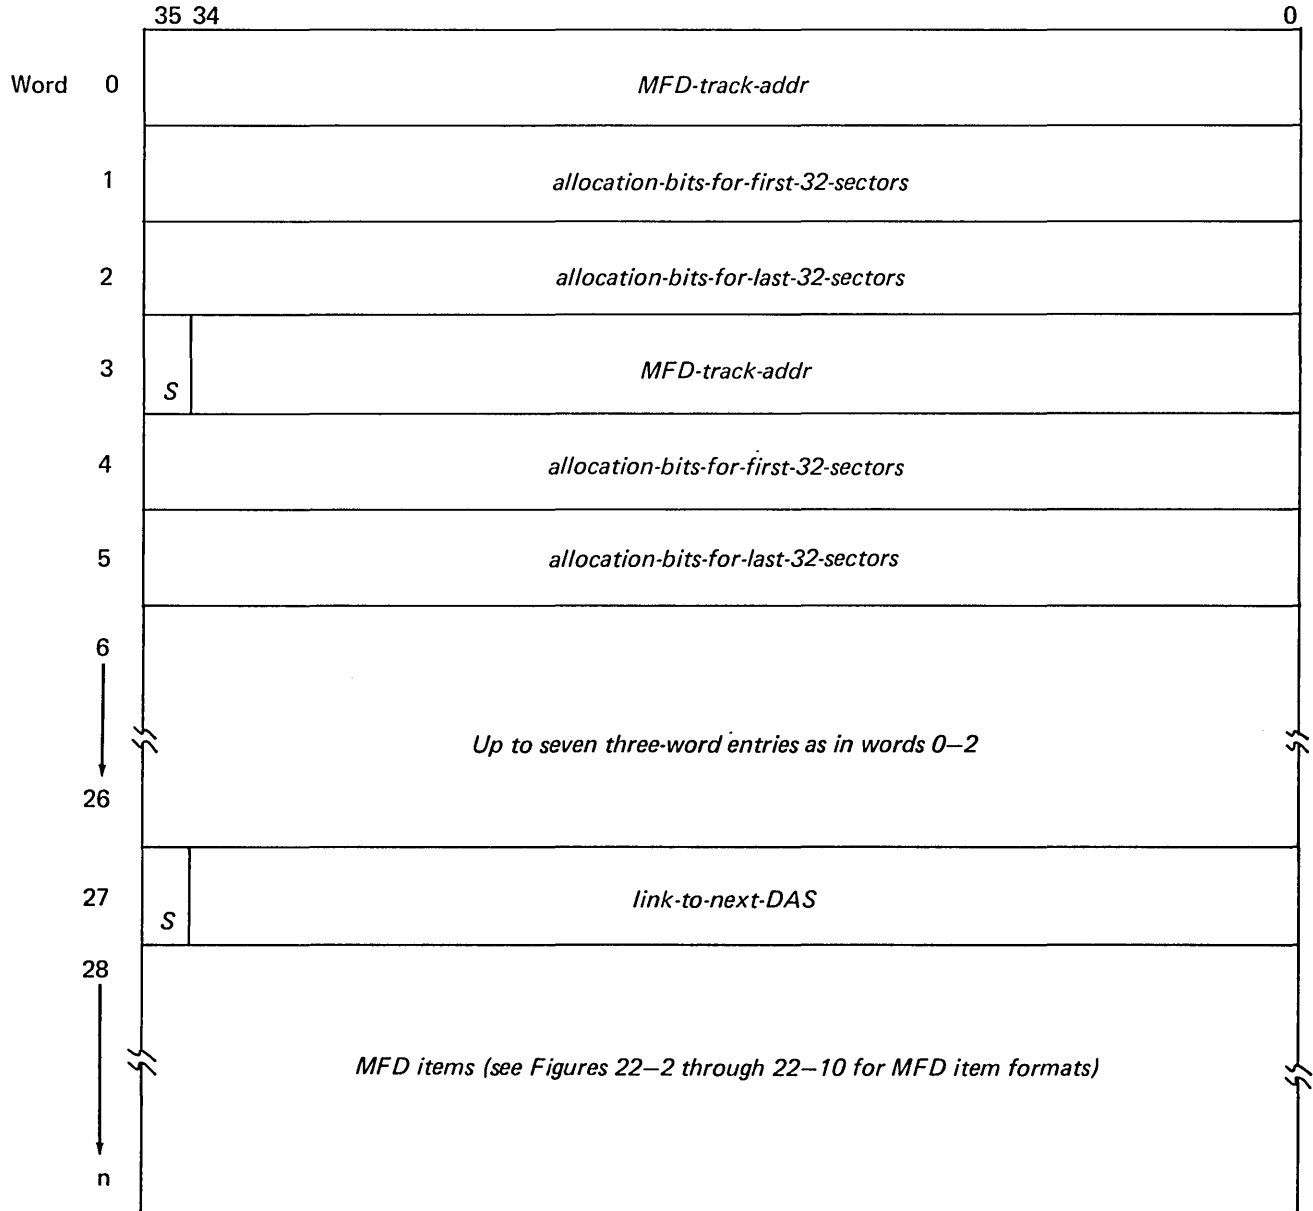 35 34 0
Word 0 MFD-track-addr
1 allocation-bits-for-first-32-sectors
2 allocation-bits-for-last-32-sectors
3 S MFD-track-addr
4 allocation-bits-for-first-32-sectors
5 allocation-bits-for-last-32-sectors
6
Up to seven three-word entries as in words 0–2
26
27 S link-to-next-DAS
28
MFD items (see Figures 22–2 through 22–10 for MFD item formats)
n